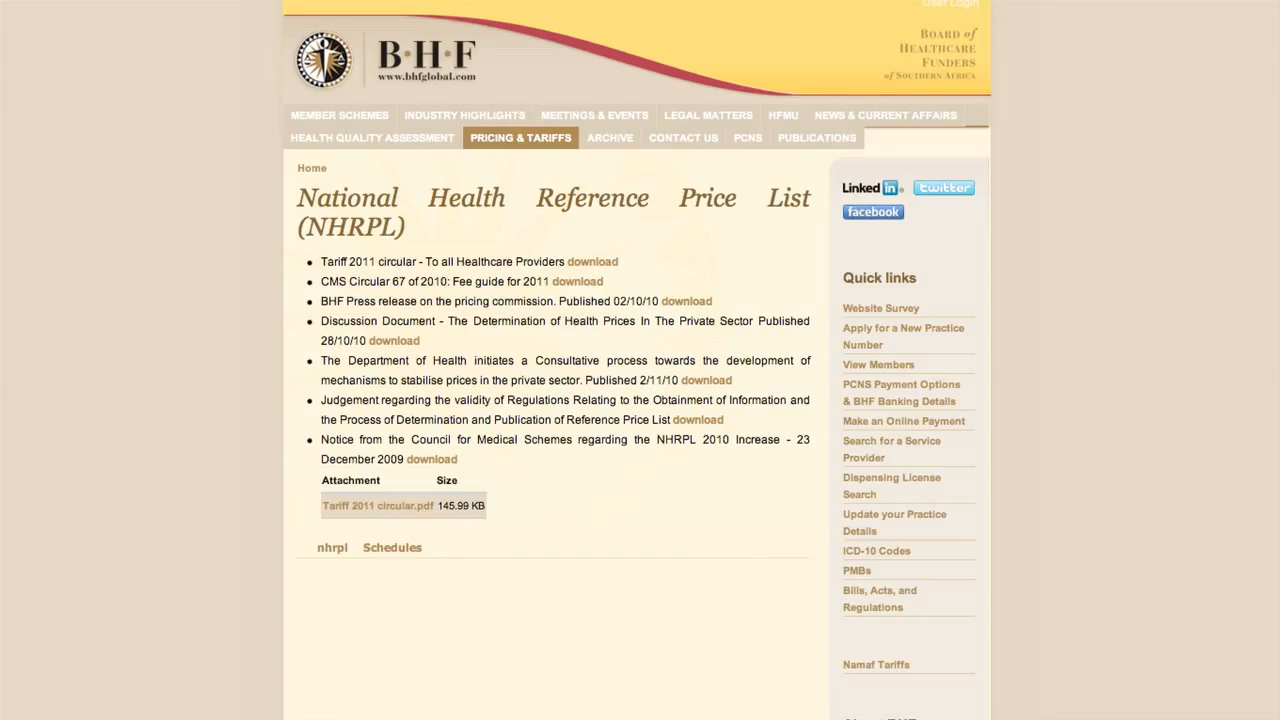 User Login
B·H·F
www.bhfglobal.com
BOARD of
HEALTHCARE
FUNDERS
of SOUTHERN AFRICA
MEMBER SCHEMES INDUSTRY HIGHLIGHTS MEETINGS & EVENTS LEGAL MATTERS HFMU NEWS & CURRENT AFFAIRS
HEALTH QUALITY ASSESSMENT PRICING & TARIFFS ARCHIVE CONTACT US PCNS PUBLICATIONS
Home
National Health Reference Price List
(NHRPL)
Tariff 2011 circular - To all Healthcare Providers download
CMS Circular 67 of 2010: Fee guide for 2011 download
BHF Press release on the pricing commission. Published 02/10/10 download
Discussion Document - The Determination of Health Prices In The Private Sector Published
28/10/10 download
The Department of Health initiates a Consultative process towards the development of
mechanisms to stabilise prices in the private sector. Published 2/11/10 download
Judgement regarding the validity of Regulations Relating to the Obtainment of Information and
the Process of Determination and Publication of Reference Price List download
Notice from the Council for Medical Schemes regarding the NHRPL 2010 Increase - 23
December 2009 download
Attachment Size
Tariff 2011 circular.pdf 145.99 KB
nhrpl Schedules
Linked in twitter
facebook
Quick links
Website Survey
Apply for a New Practice
Number
View Members
PCNS Payment Options
& BHF Banking Details
Make an Online Payment
Search for a Service
Provider
Dispensing License
Search
Update your Practice
Details
ICD-10 Codes
PMBs
Bills, Acts, and
Regulations
Namaf Tariffs